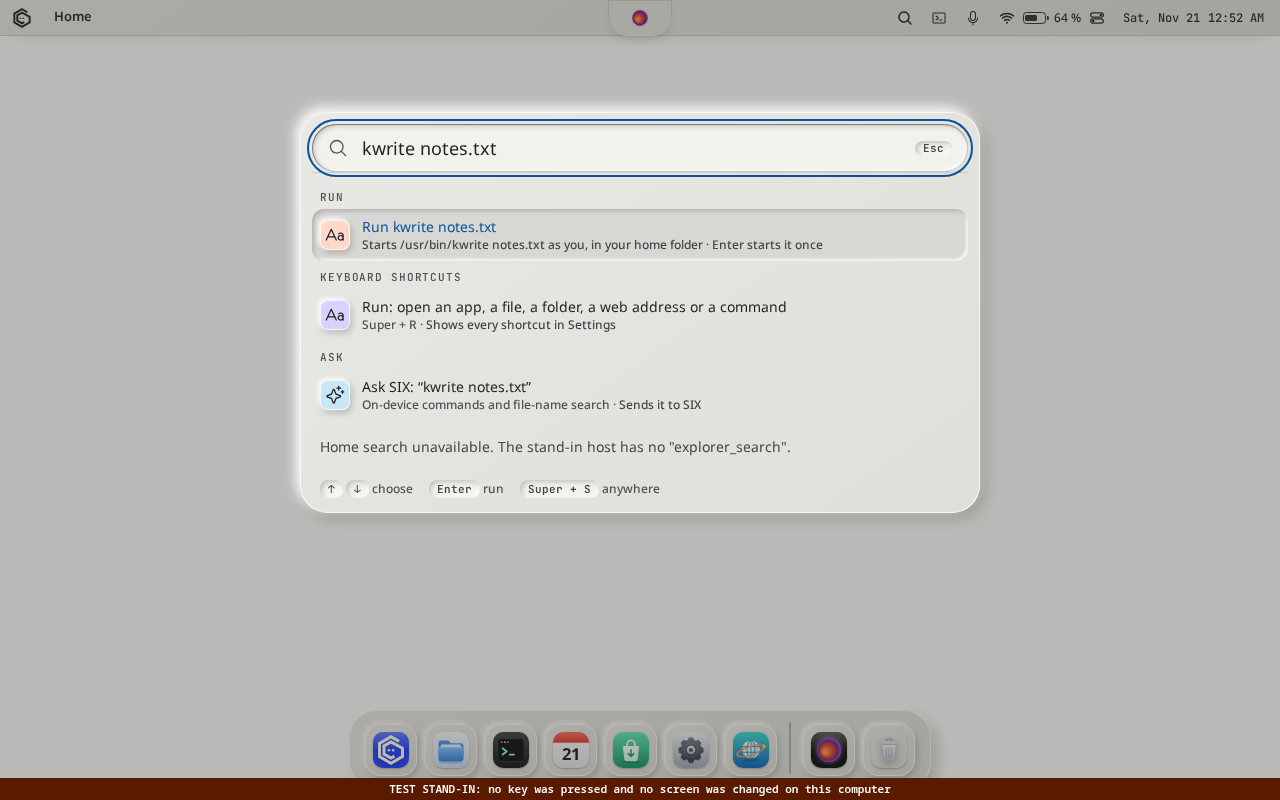 Home
64 %
Sat, Nov 21 12:52 AM
kwrite notes.txt
Esc
RUN
Aa
Run kwrite notes.txt
Starts /usr/bin/kwrite notes.txt as you, in your home folder · Enter starts it once
KEYBOARD SHORTCUTS
Aa
Run: open an app, a file, a folder, a web address or a command
Super + R · Shows every shortcut in Settings
ASK
Ask SIX: “kwrite notes.txt”
On-device commands and file-name search · Sends it to SIX
Home search unavailable. The stand-in host has no "explorer_search".
↑ ↓ choose Enter run Super + S anywhere
21
TEST STAND-IN: no key was pressed and no screen was changed on this computer